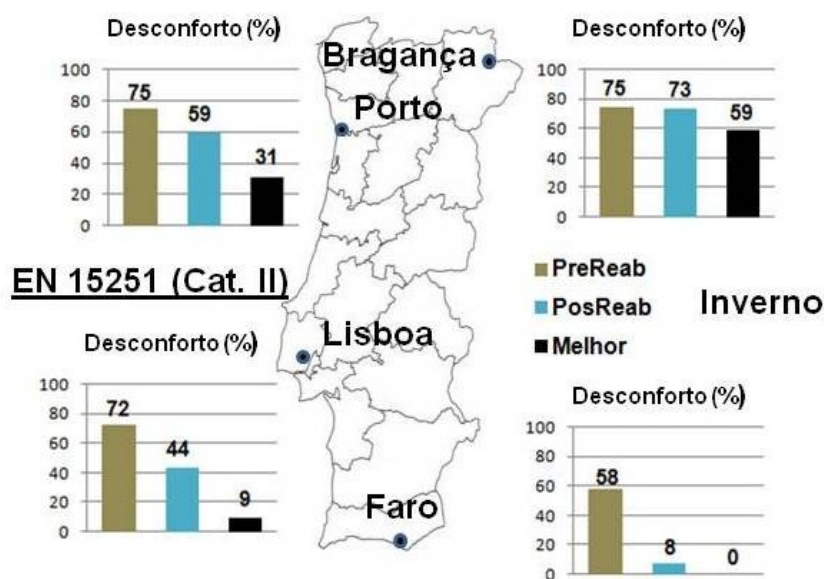 Desconforto (%)
100
80
60
40
20
0
75
59
31
Bragança
Porto
Desconforto (%)
100
80
60
40
20
0
75
73
59
EN 15251 (Cat. II)
PreReab
PosReab
Melhor
Inverno
Lisboa
Desconforto (%)
100
80
60
40
20
0
72
44
9
Faro
Desconforto (%)
100
80
60
40
20
0
58
8
0